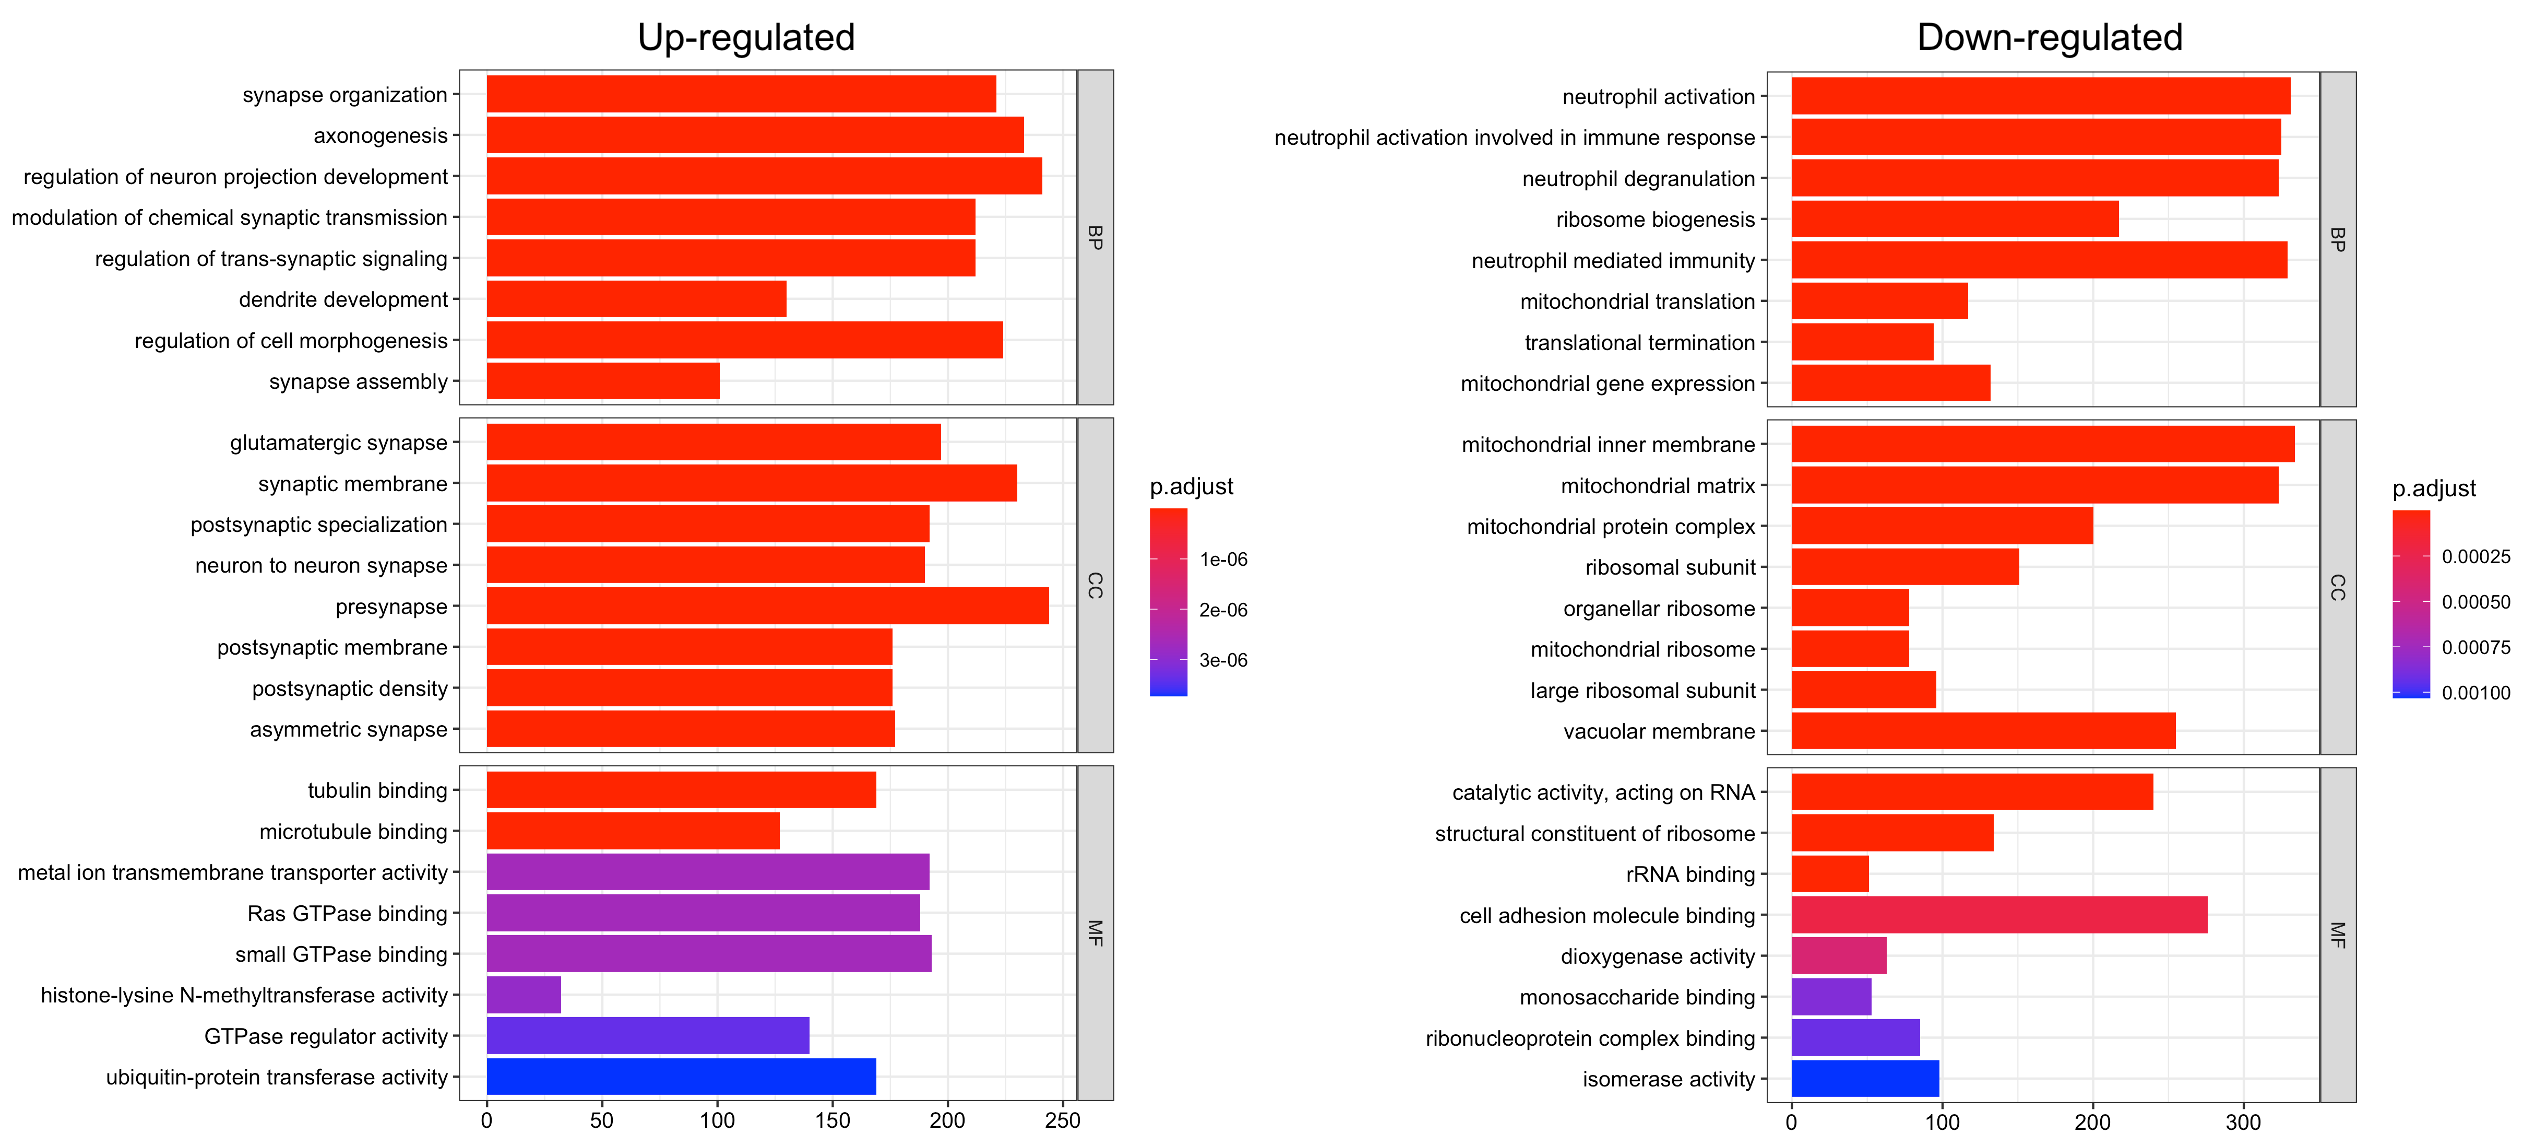 Up-regulated
synapse organization
axonogenesis
regulation of neuron projection development
modulation of chemical synaptic transmission
regulation of trans-synaptic signaling
dendrite development
regulation of cell morphogenesis
synapse assembly
BP
glutamatergic synapse
synaptic membrane
postsynaptic specialization
neuron to neuron synapse
presynapse
postsynaptic membrane
postsynaptic density
asymmetric synapse
CC
tubulin binding
microtubule binding
metal ion transmembrane transporter activity
Ras GTPase binding
small GTPase binding
histone-lysine N-methyltransferase activity
GTPase regulator activity
ubiquitin-protein transferase activity
MF
0 50 100 150 200 250
p.adjust
1e-06
2e-06
3e-06
Down-regulated
neutrophil activation
neutrophil activation involved in immune response
neutrophil degranulation
ribosome biogenesis
neutrophil mediated immunity
mitochondrial translation
translational termination
mitochondrial gene expression
BP
mitochondrial inner membrane
mitochondrial matrix
mitochondrial protein complex
ribosomal subunit
organellar ribosome
mitochondrial ribosome
large ribosomal subunit
vacuolar membrane
CC
catalytic activity, acting on RNA
structural constituent of ribosome
rRNA binding
cell adhesion molecule binding
dioxygenase activity
monosaccharide binding
ribonucleoprotein complex binding
isomerase activity
MF
0 100 200 300
p.adjust
0.00025
0.00050
0.00075
0.00100